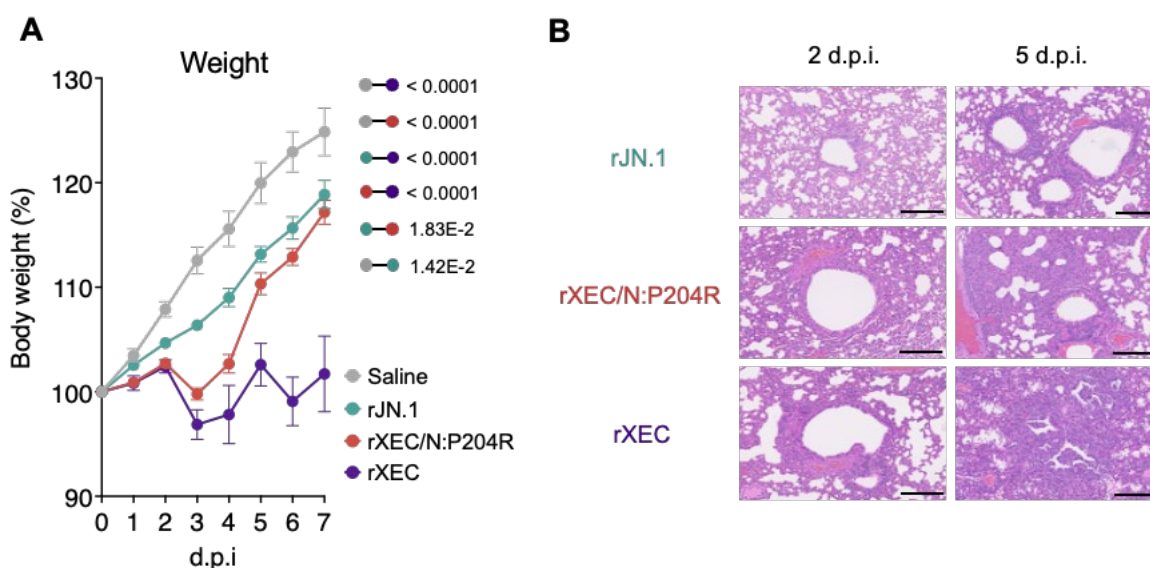 A
Weight
Body weight (%)
130
120
110
100
90
0 1 2 3 4 5 6 7
d.p.i
< 0.0001
< 0.0001
< 0.0001
< 0.0001
1.83E-2
1.42E-2
Saline
rJN.1
rXEC/N:P204R
rXEC
B
2 d.p.i. 5 d.p.i.
rJN.1
rXEC/N:P204R
rXEC